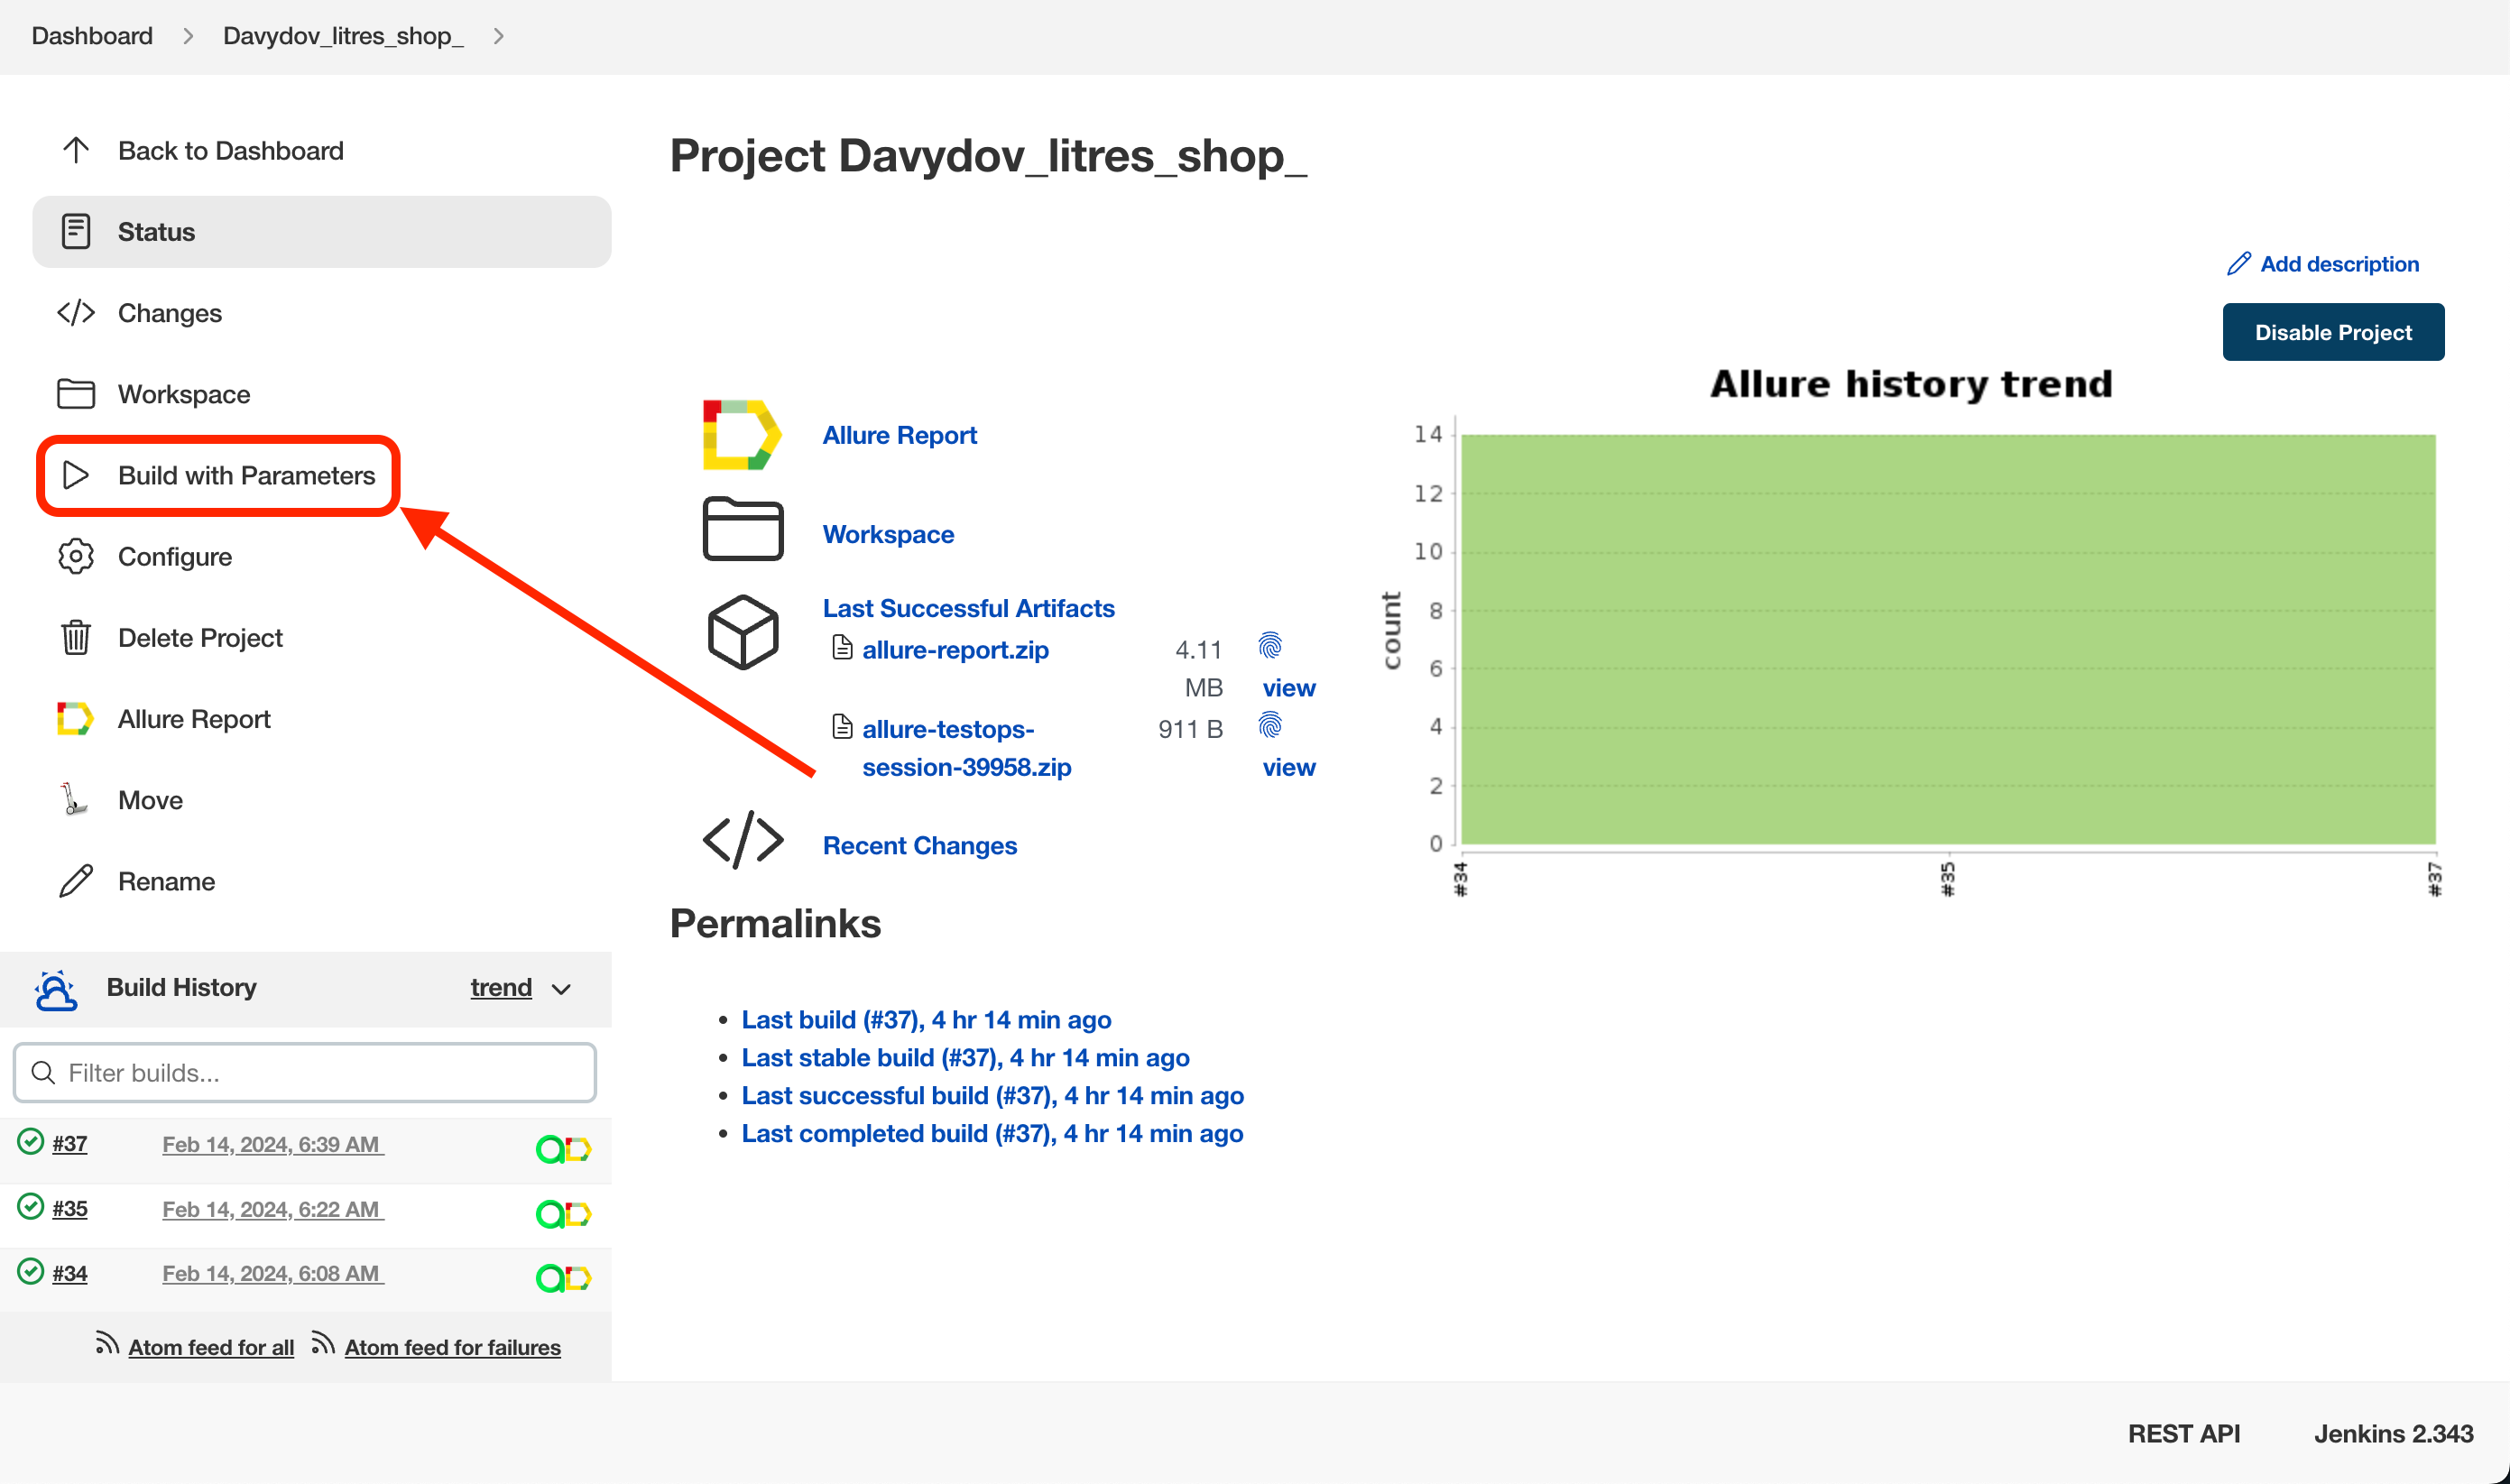 Dashboard
Davydov_litres_shop_
Back to Dashboard
Status
Changes
Workspace
Build with Parameters
Configure
Delete Project
Allure Report
Move
Rename
Build History
trend
Filter builds...
#37
Feb 14, 2024, 6:39 AM
#35
Feb 14, 2024, 6:22 AM
#34
Feb 14, 2024, 6:08 AM
Atom feed for all
Atom feed for failures
Project Davydov_litres_shop_
Add description
Disable Project
Allure Report
Workspace
Last Successful Artifacts
allure-report.zip
4.11
MB
view
allure-testops-
session-39958.zip
911 B
view
Recent Changes
Allure history trend
count
14
12
10
8
6
4
2
0
#34
#35
#37
Permalinks
Last build (#37), 4 hr 14 min ago
Last stable build (#37), 4 hr 14 min ago
Last successful build (#37), 4 hr 14 min ago
Last completed build (#37), 4 hr 14 min ago
REST API
Jenkins 2.343